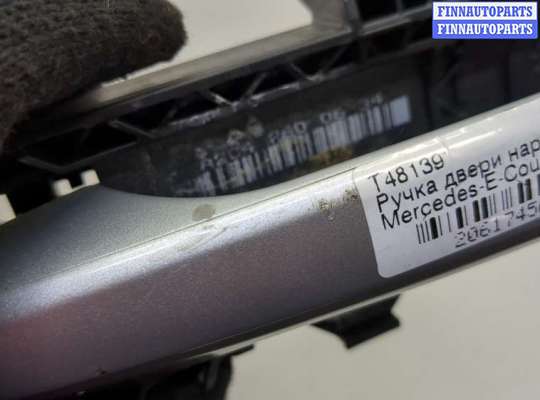 FINNAUTOPARTS
FINNAUTOPARTS
T48139
Ручка двери нар
Mercedes-E-Cou
2061745